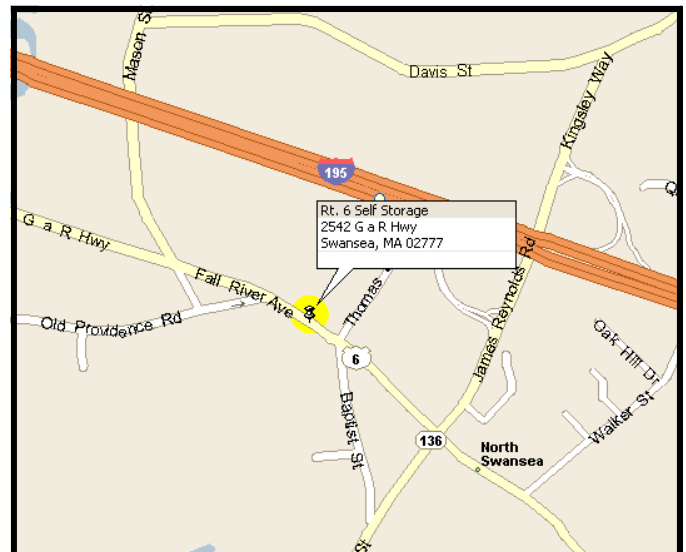 Mason St
Davis St
Kingsley Way
195
Rt. 6 Self Storage
2542 G a R Hwy
Swansea, MA 02777
G a R Hwy
Fall River Ave
Thomas
James Reynolds Rd
Old Providence Rd
6
Oak Hill Dr
Baptist St
136
North
Swansea
Walker St
St